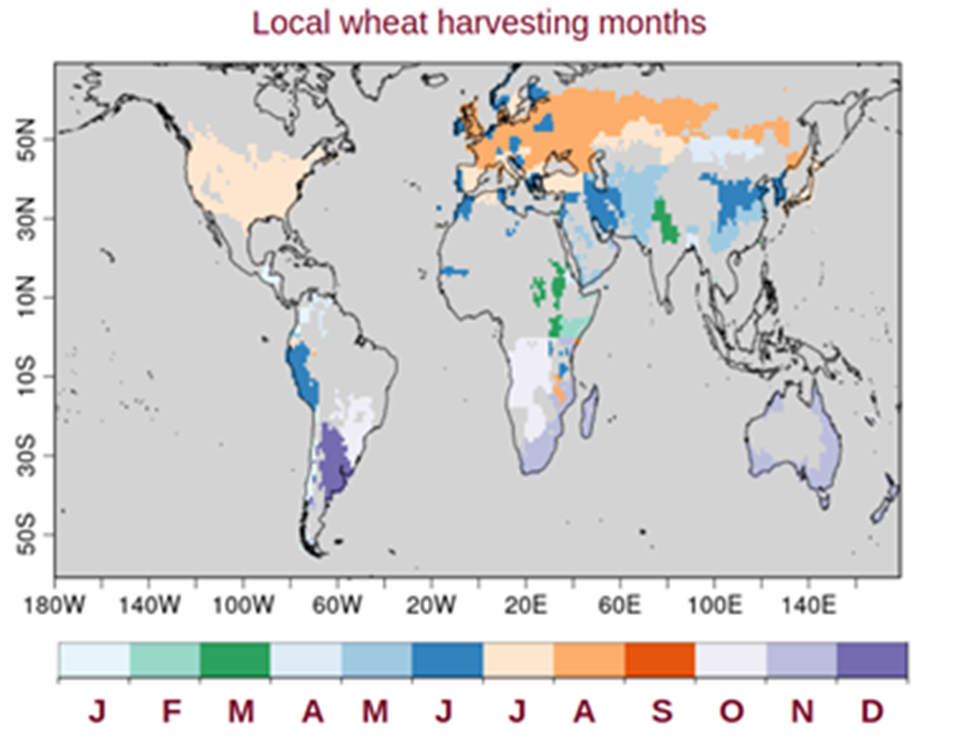 Local wheat harvesting months
50N
30N
10N
10S
30S
50S
180W 140W 100W 60W 20W 20E 60E 100E 140E
J F M A M J J A S O N D